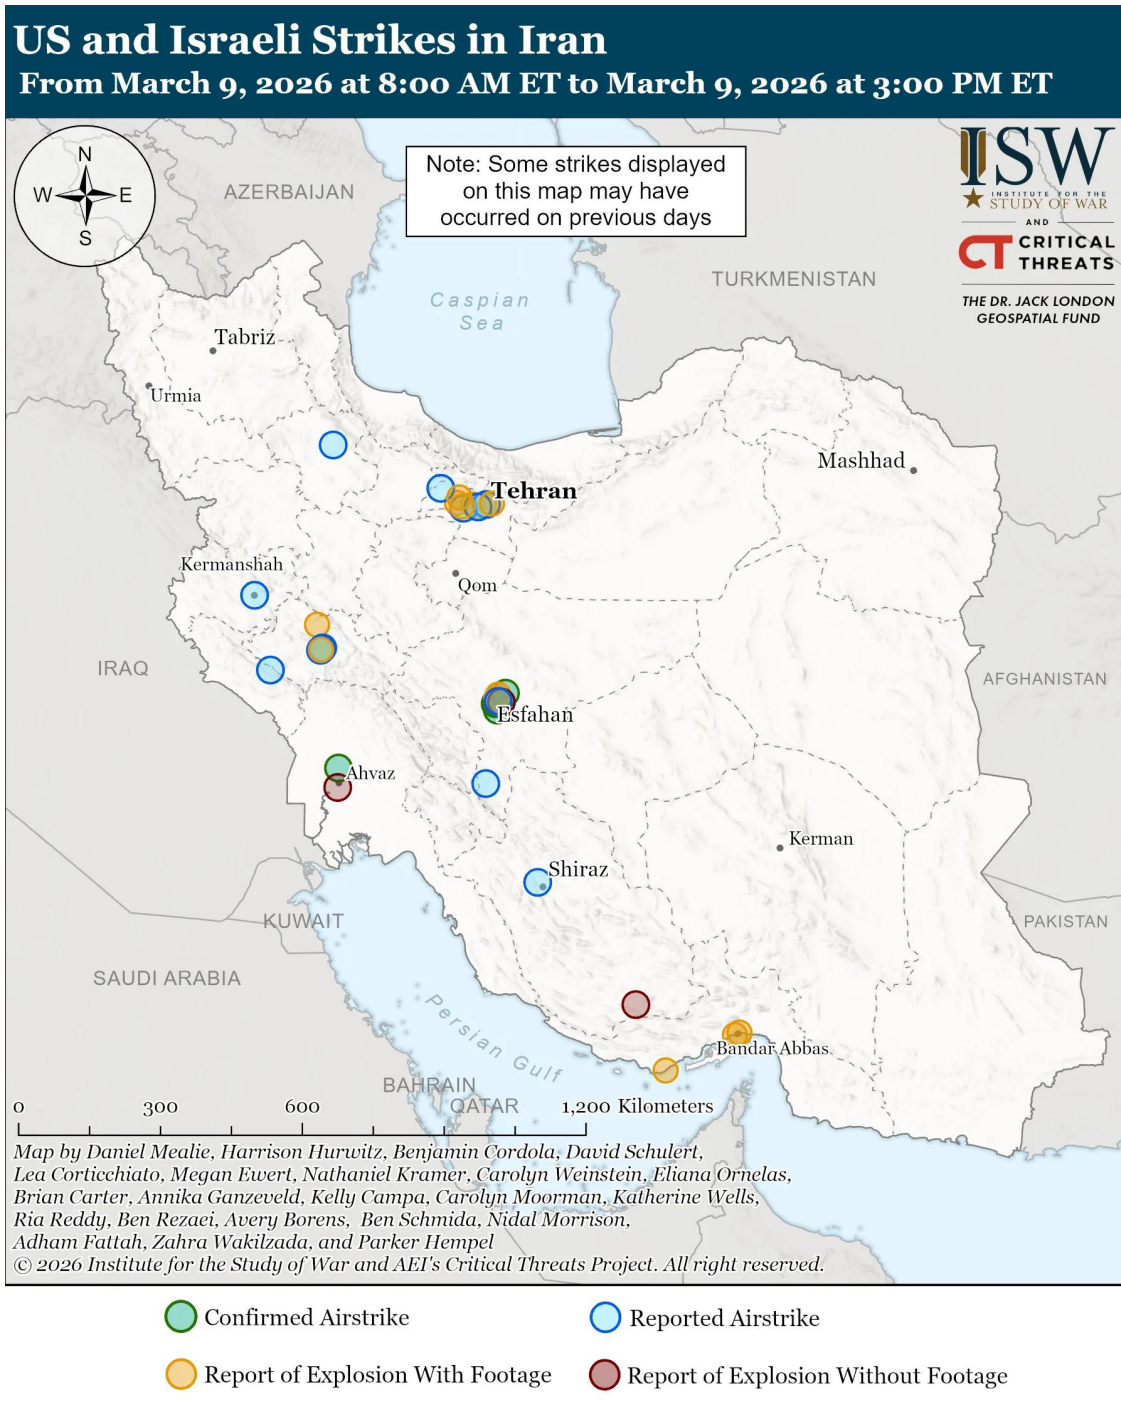 US and Israeli Strikes in Iran
From March 9, 2026 at 8:00 AM ET to March 9, 2026 at 3:00 PM ET
N
W
E
S
Note: Some strikes displayed
on this map may have
occurred on previous days
ISW
INSTITUTE FOR THE
STUDY OF WAR
AND
CT CRITICAL
THREATS
THE DR. JACK LONDON
GEOSPATIAL FUND
AZERBAIJAN
TURKMENISTAN
Caspian
Sea
Tabriz
Urmia
Mashhad
Tehran
Kermanshah
Qom
IRAQ
AFGHANISTAN
Esfahan
Ahvaz
Kerman
Shiraz
KUWAIT
PAKISTAN
SAUDI ARABIA
Persian Gulf
Bandar Abbas
BAHRAIN
QATAR
0
300
600
1,200 Kilometers
Map by Daniel Mealie, Harrison Hurwitz, Benjamin Cordola, David Schulert,
Lea Corticchiato, Megan Ewert, Nathaniel Kramer, Carolyn Weinstein, Eliana Ornelas,
Brian Carter, Annika Ganzeveld, Kelly Campa, Carolyn Moorman, Katherine Wells,
Ria Reddy, Ben Rezaei, Avery Borens, Ben Schmida, Nidal Morrison,
Adham Fattah, Zahra Wakilzada, and Parker Hempel
© 2026 Institute for the Study of War and AEI's Critical Threats Project. All right reserved.
Confirmed Airstrike
Reported Airstrike
Report of Explosion With Footage
Report of Explosion Without Footage